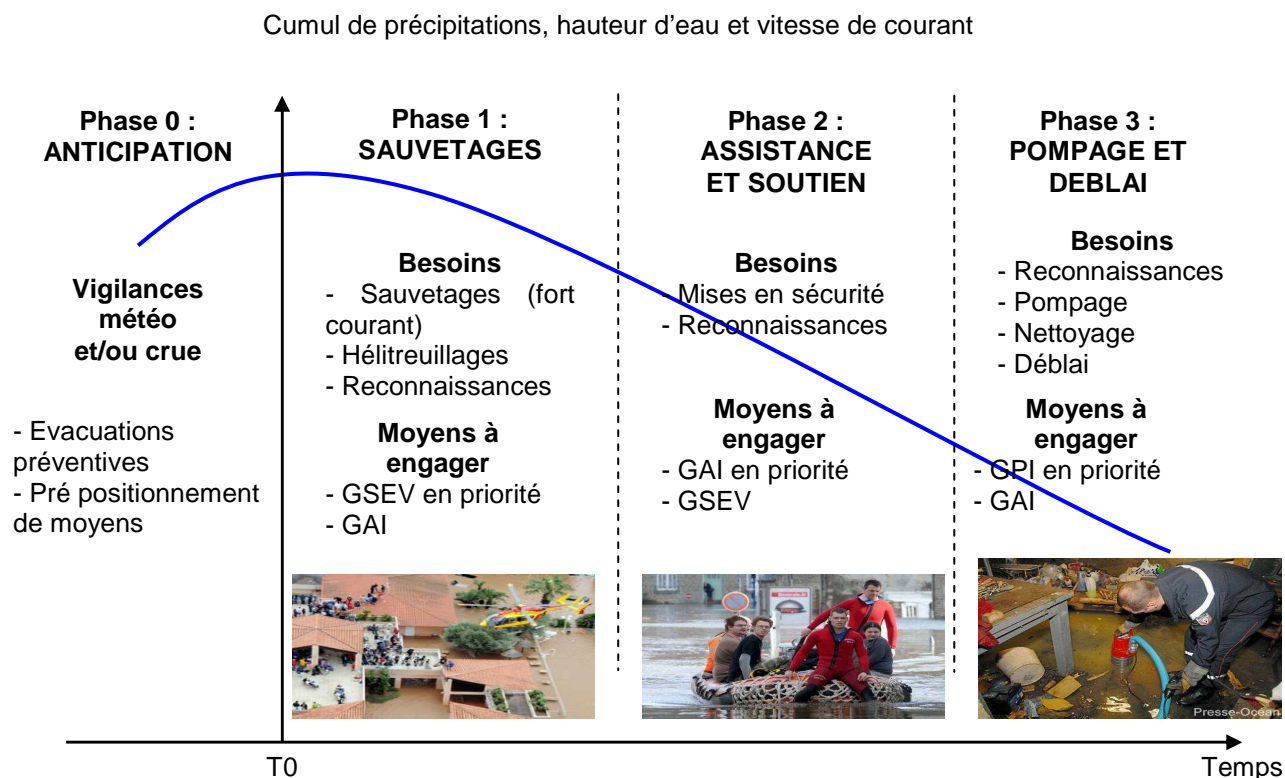 Cumul de précipitations, hauteur d'eau et vitesse de courant
Phase 0 :
ANTICIPATION
Vigilances
météo
et/ou crue
- Evacuations
préventives
- Pré positionnement
de moyens
Phase 1 :
SAUVETAGES
Besoins
- Sauvetages (fort
courant)
- Hélitreuillages
- Reconnaissances
Moyens à
engager
- GSEV en priorité
- GAI
Phase 2 :
ASSISTANCE
ET SOUTIEN
Besoins
- Mises en sécurité
- Reconnaissances
Moyens à
engager
- GAI en priorité
- GSEV
Phase 3 :
POMPAGE ET
DEBLAI
Besoins
- Reconnaissances
- Pompage
- Nettoyage
- Déblai
Moyens à
engager
- GPI en priorité
- GAI
Presse-Océan
T0
Temps